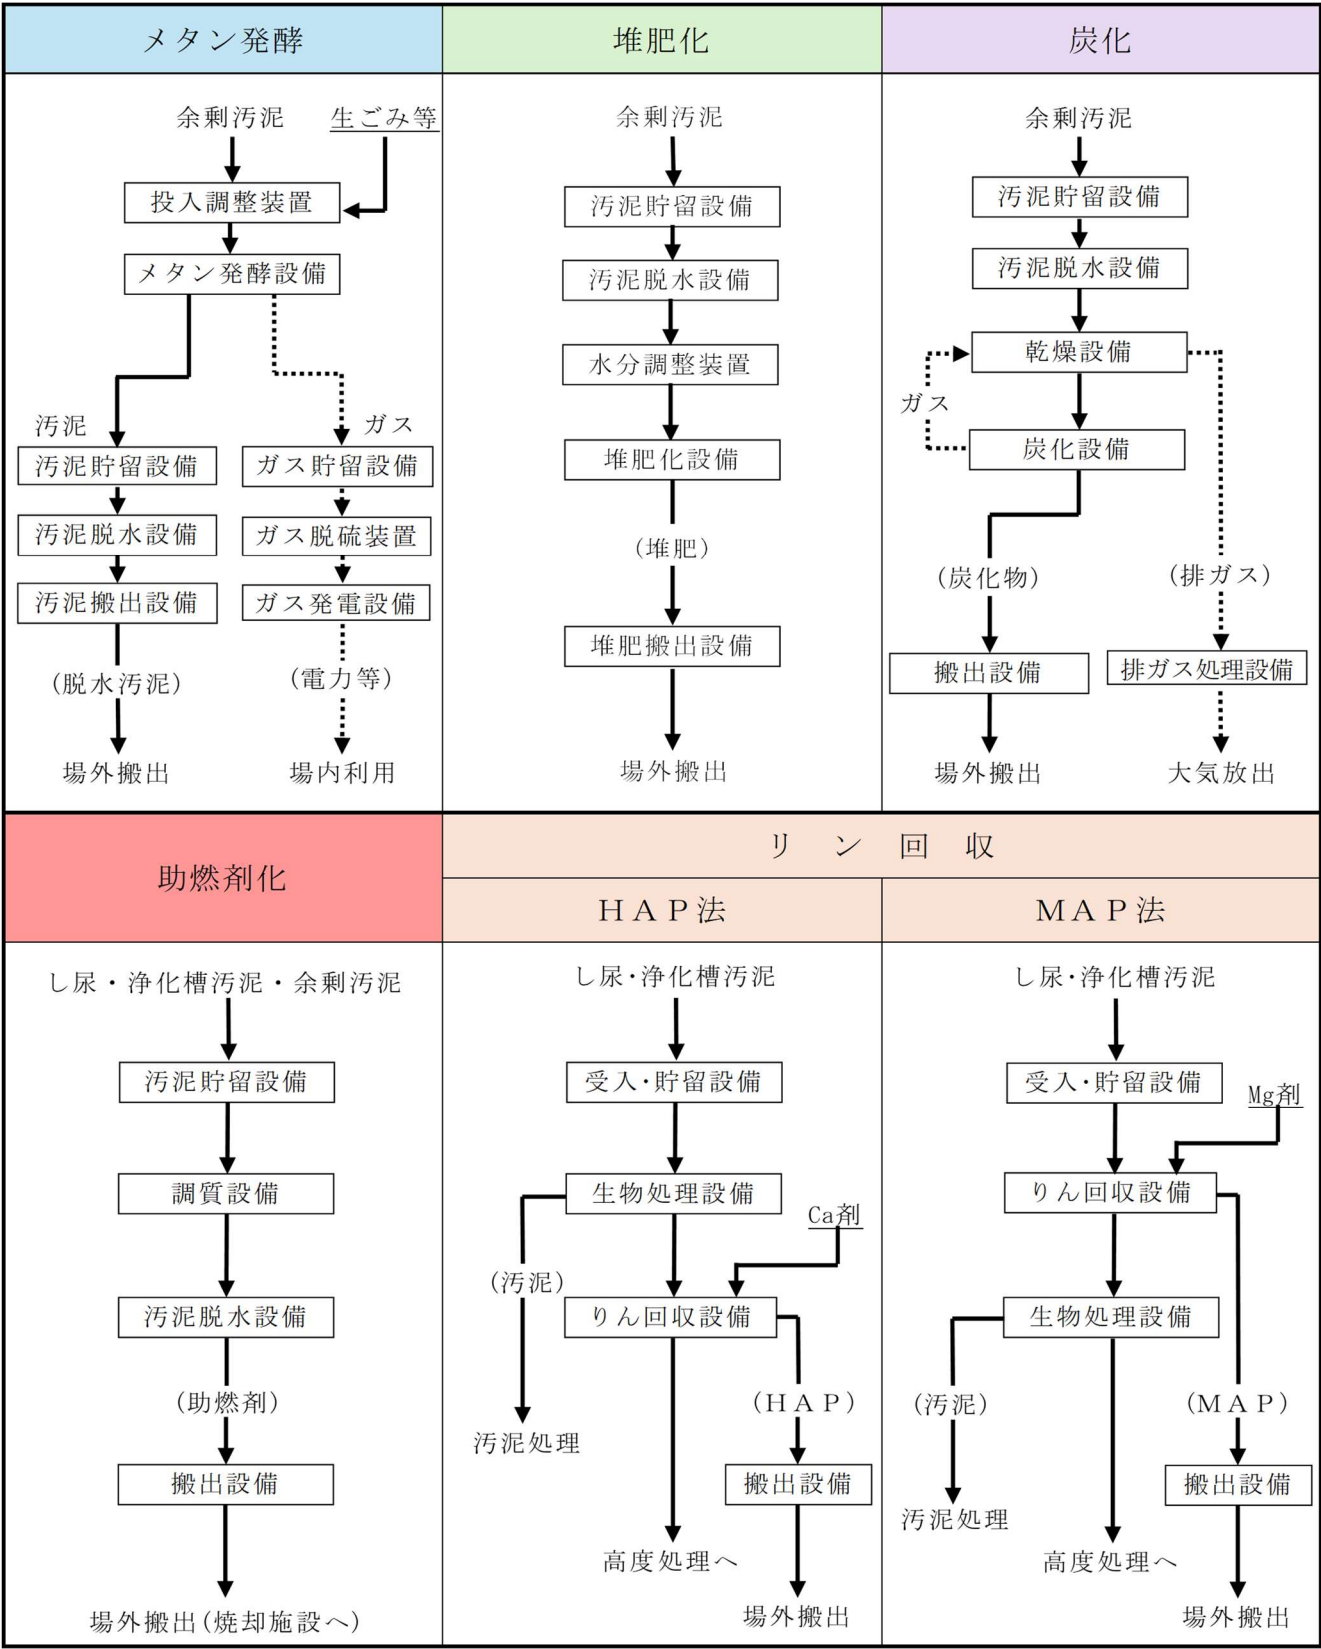 メタン発酵
余剰汚泥
生ごみ等
投入調整装置
メタン発酵設備
汚泥
ガス
汚泥貯留設備
ガス貯留設備
汚泥脱水設備
ガス脱硫装置
汚泥搬出設備
ガス発電設備
(脱水汚泥)
(電力等)
場外搬出
場内利用
堆肥化
余剰汚泥
汚泥貯留設備
汚泥脱水設備
水分調整装置
堆肥化設備
(堆肥)
堆肥搬出設備
場外搬出
炭化
余剰汚泥
汚泥貯留設備
汚泥脱水設備
乾燥設備
ガス
炭化設備
(炭化物)
(排ガス)
搬出設備
排ガス処理設備
場外搬出
大気放出
助燃剤化
し尿・浄化槽汚泥・余剰汚泥
汚泥貯留設備
調質設備
汚泥脱水設備
(助燃剤)
搬出設備
場外搬出(焼却施設へ)
リン回収
ＨＡＰ法
し尿・浄化槽汚泥
受入・貯留設備
生物処理設備
Ca剤
(汚泥)
りん回収設備
(ＨＡＰ)
汚泥処理
搬出設備
高度処理へ
場外搬出
ＭＡＰ法
し尿・浄化槽汚泥
受入・貯留設備
Mg剤
りん回収設備
生物処理設備
(汚泥)
(ＭＡＰ)
搬出設備
汚泥処理
高度処理へ
場外搬出